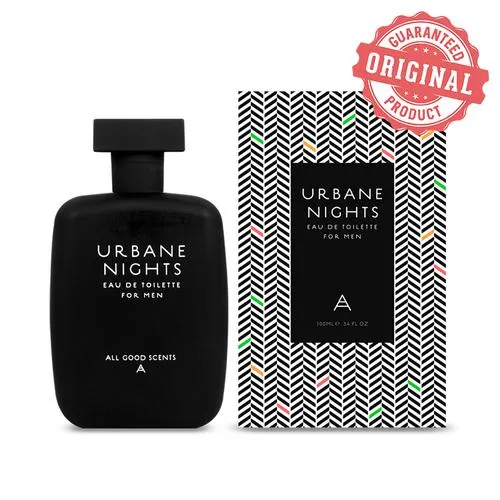 GUARANTEED
ORIGINAL
PRODUCT
URBANE
NIGHTS
EAU DE TOILETTE
FOR MEN
ALL GOOD SCENTS
A
URBANE
NIGHTS
EAU DE TOILETTE
FOR MEN
A
100ML℮ 3.4 FL.OZ